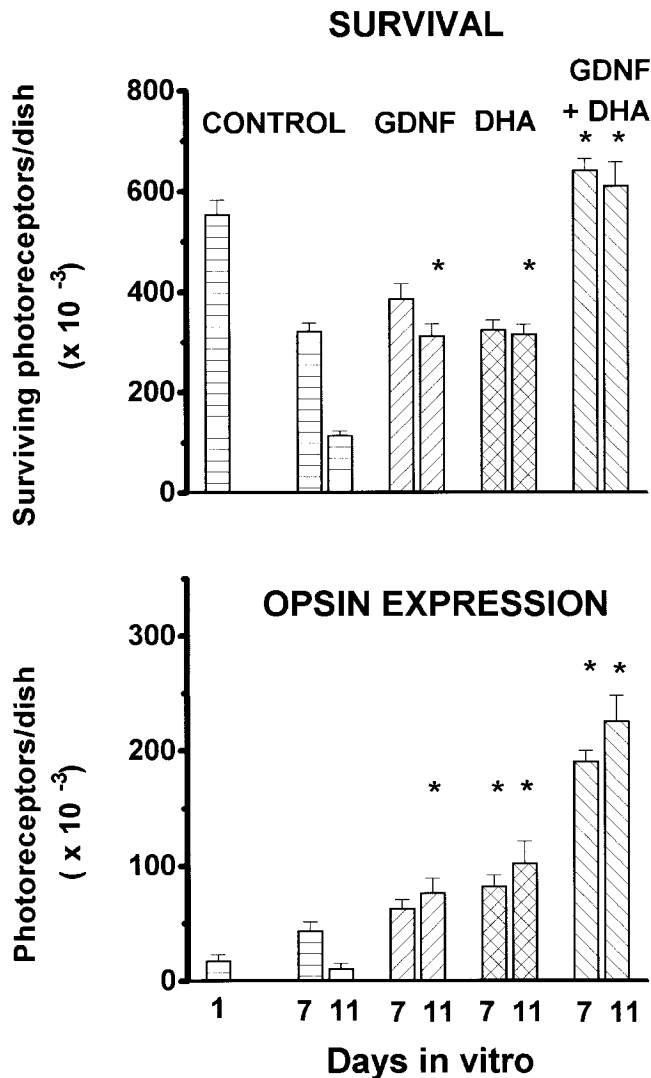 SURVIVAL
GDNF
+ DHA
CONTROL GDNF DHA
800
600
400
200
0
* * * *
Surviving photoreceptors/dish
(x 10 -3)
OPSIN EXPRESSION
300
200
100
0
* * * * *
Photoreceptors/dish
( x 10 -3)
1 7 11 7 11 7 11 7 11
Days in vitro